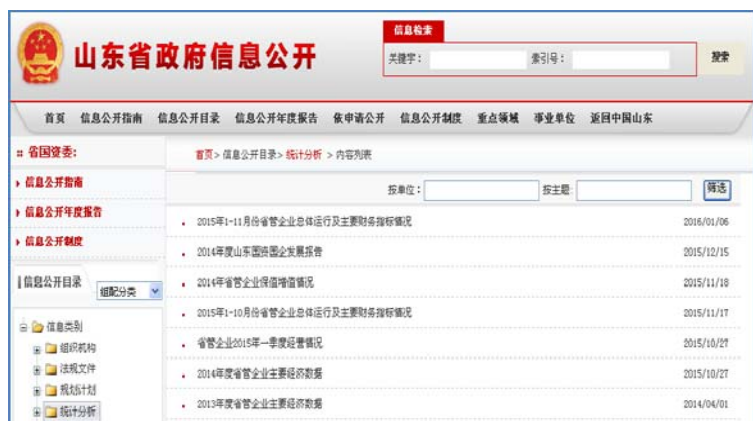 信息检索
山东省政府信息公开
关键字： 索引号： 搜索
首页 信息公开指南 信息公开目录 信息公开年度报告 依申请公开 信息公开制度 重点领域 事业单位 返回中国山东
省国资委：
首页> 信息公开目录> 统计分析 > 内容列表
信息公开指南
按单位： 按主题: 筛选
信息公开年度报告
2015年1-11月份省管企业总体运行及主要财务指标情况 2016/01/06
信息公开制度
2014年度山东国资国企发展报告 2015/12/15
信息公开目录 组配分类
2014年省管企业保值增值情况 2015/11/18
2015年1-10月份省管企业总体运行及主要财务指标情况 2015/11/17
信息类别
组织机构
省管企业2015年一季度经营情况 2015/10/27
法规文件
2014年度省管企业主要经济数据 2015/10/27
规划计划
统计分析
2013年度省管企业主要经济数据 2014/04/01